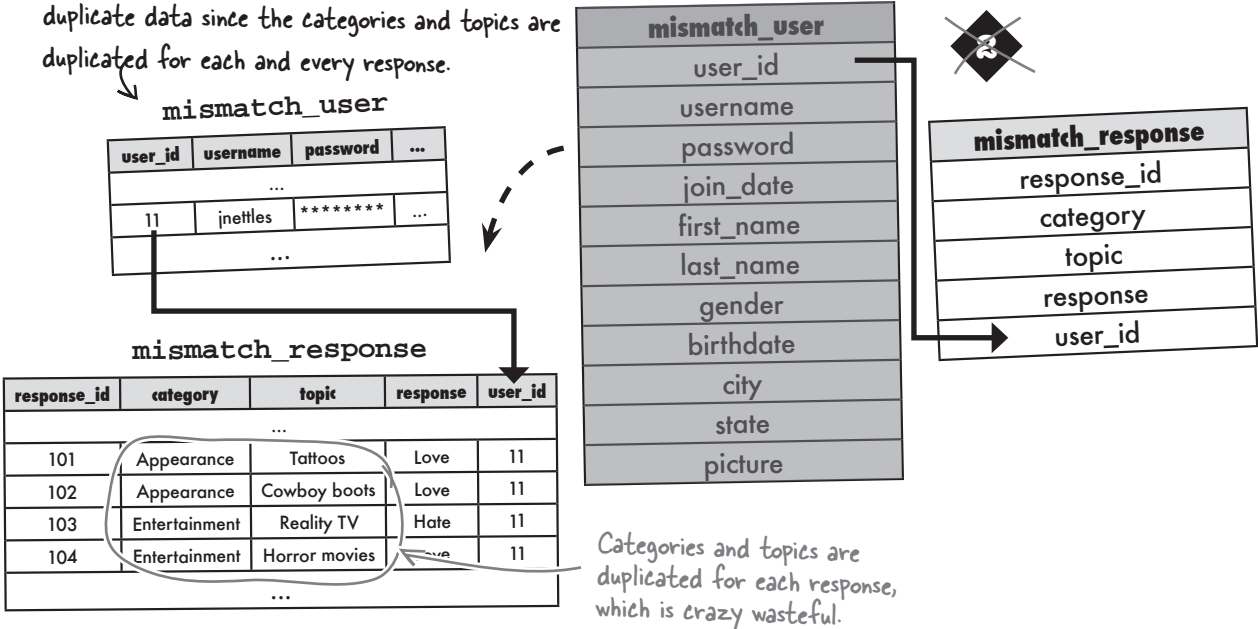 duplicate data since the categories and topics are
duplicated for each and every response.
mismatch_user
user_id username password ...
...
11 jnettles ******** ...
...
mismatch_response
response_id category topic response user_id
...
101 Appearance Tattoos Love 11
102 Appearance Cowboy boots Love 11
103 Entertainment Reality TV Hate 11
104 Entertainment Horror movies 11
...
mismatch_user
user_id
username
password
join_date
first_name
last_name
gender
birthdate
city
state
picture
2
mismatch_response
response_id
category
topic
response
user_id
Categories and topics are
duplicated for each response,
which is crazy wasteful.